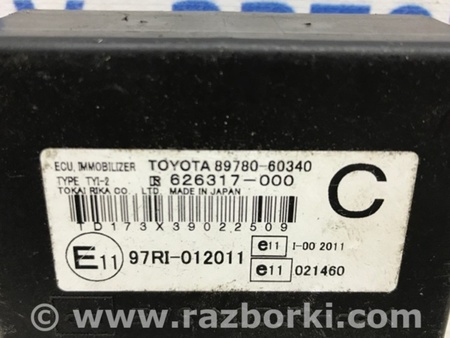 ECU, IMMOBILIZER TOYOTA 89780-60340
TYPE TYI-2 626317-000
TOKAI RIKA CO., LTD. MADE IN JAPAN
C
TD173X39022509
E11 97RI-012011
e11 I-00 2011
e11 021460
www.razborki.com